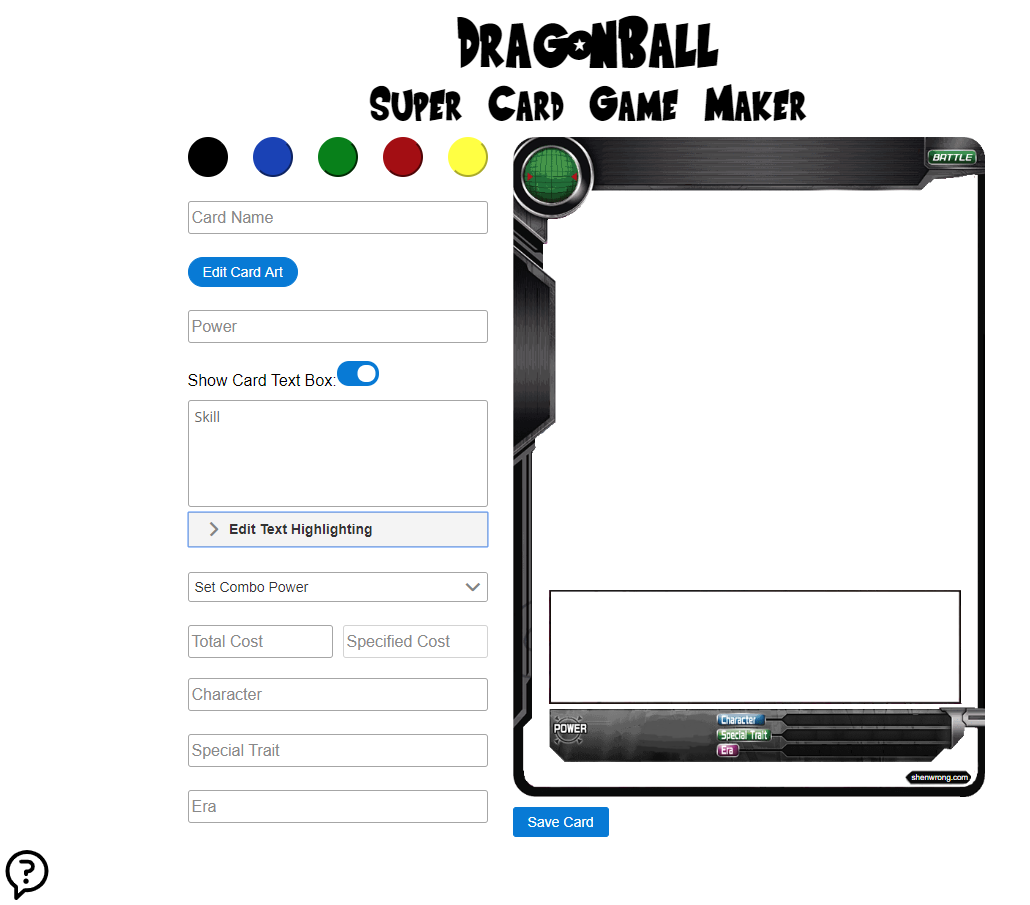 DRAGONBALL
SUPER CARD GAME MAKER
BATTLE
Card Name
Edit Card Art
Power
Show Card Text Box:
Skill
Edit Text Highlighting
Set Combo Power
Total Cost Specified Cost
Character
Special Trait
Era
POWER
Character
Special Trait
Era
shenwrong.com
Save Card
?